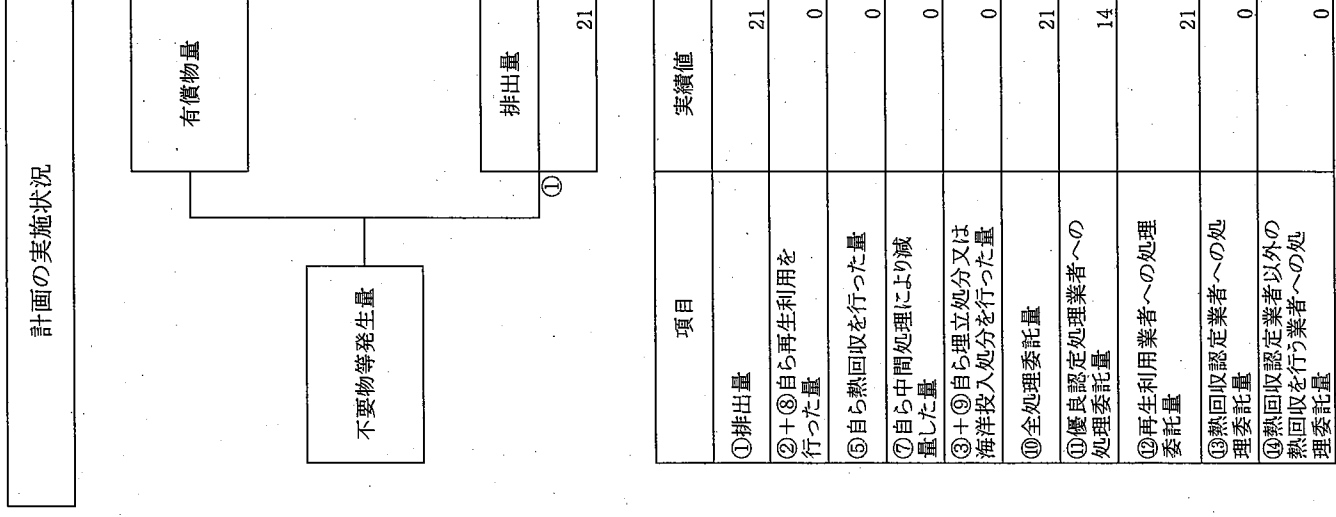 計画の実施状況
有償物量
不要物等発生量
排出量
①
21
項目
実績値
①排出量
21
②+⑧自ら再生利用を
行った量
0
⑤自ら熱回収を行った量
0
⑦自ら中間処理により減
量した量
0
③+⑨自ら埋立処分又は
海洋投入処分を行った量
0
⑩全処理委託量
21
⑪優良認定処理業者への
処理委託量
14
⑫再生利用業者への処理
委託量
21
⑬熱回収認定業者への処
理委託量
0
⑭熱回収認定業者以外の
熱回収を行う業者への処
理委託量
0